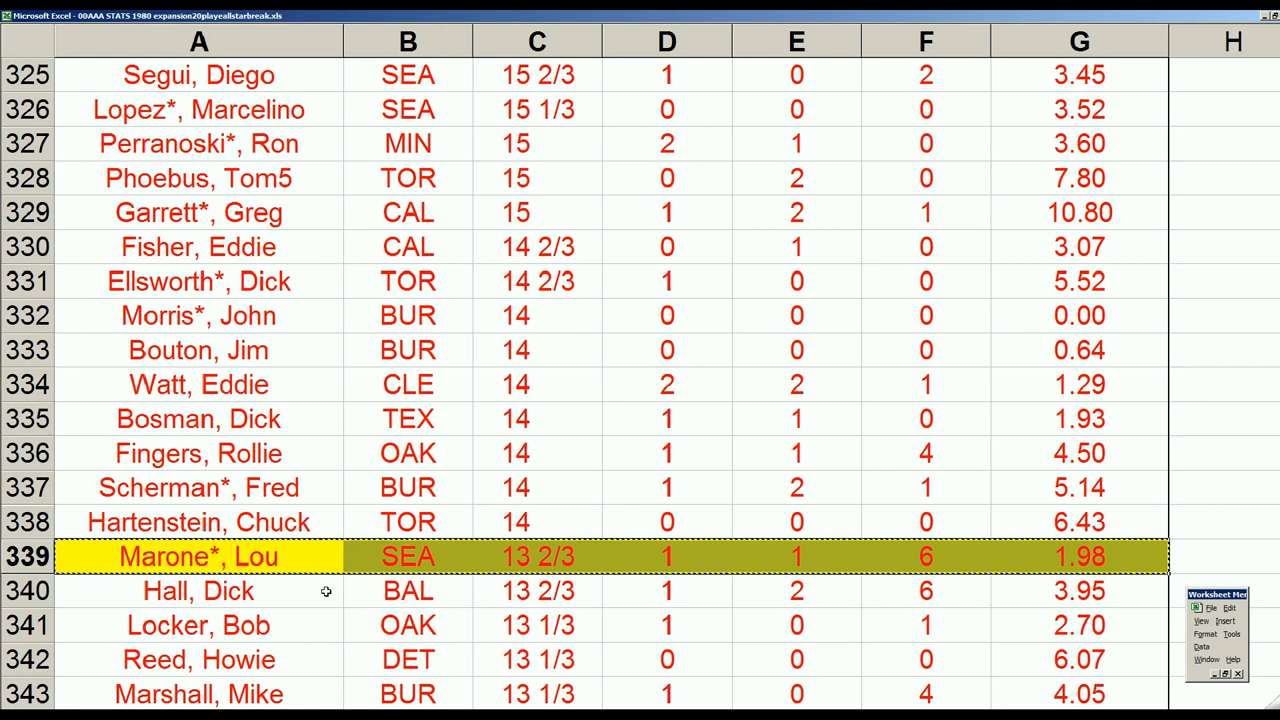 Microsoft Excel - 00AAA STATS 1980 expansion20playeallstarbreak.xls
A B C D E F G H
325 Segui, Diego SEA 15 2/3 1 0 2 3.45
326 Lopez*, Marcelino SEA 15 1/3 0 0 0 3.52
327 Perranoski*, Ron MIN 15 2 1 0 3.60
328 Phoebus, Tom5 TOR 15 0 2 0 7.80
329 Garrett*, Greg CAL 15 1 2 1 10.80
330 Fisher, Eddie CAL 14 2/3 0 1 0 3.07
331 Ellsworth*, Dick TOR 14 2/3 1 0 0 5.52
332 Morris*, John BUR 14 0 0 0 0.00
333 Bouton, Jim BUR 14 0 0 0 0.64
334 Watt, Eddie CLE 14 2 2 1 1.29
335 Bosman, Dick TEX 14 1 1 0 1.93
336 Fingers, Rollie OAK 14 1 1 4 4.50
337 Scherman*, Fred BUR 14 1 2 1 5.14
338 Hartenstein, Chuck TOR 14 0 0 0 6.43
339 Marone*, Lou SEA 13 2/3 1 1 6 1.98
340 Hall, Dick BAL 13 2/3 1 2 6 3.95
341 Locker, Bob OAK 13 1/3 1 0 1 2.70
342 Reed, Howie DET 13 1/3 0 0 0 6.07
343 Marshall, Mike BUR 13 1/3 1 0 4 4.05
Worksheet Mer
File Edit
View Insert
Format Tools
Data
Window Help